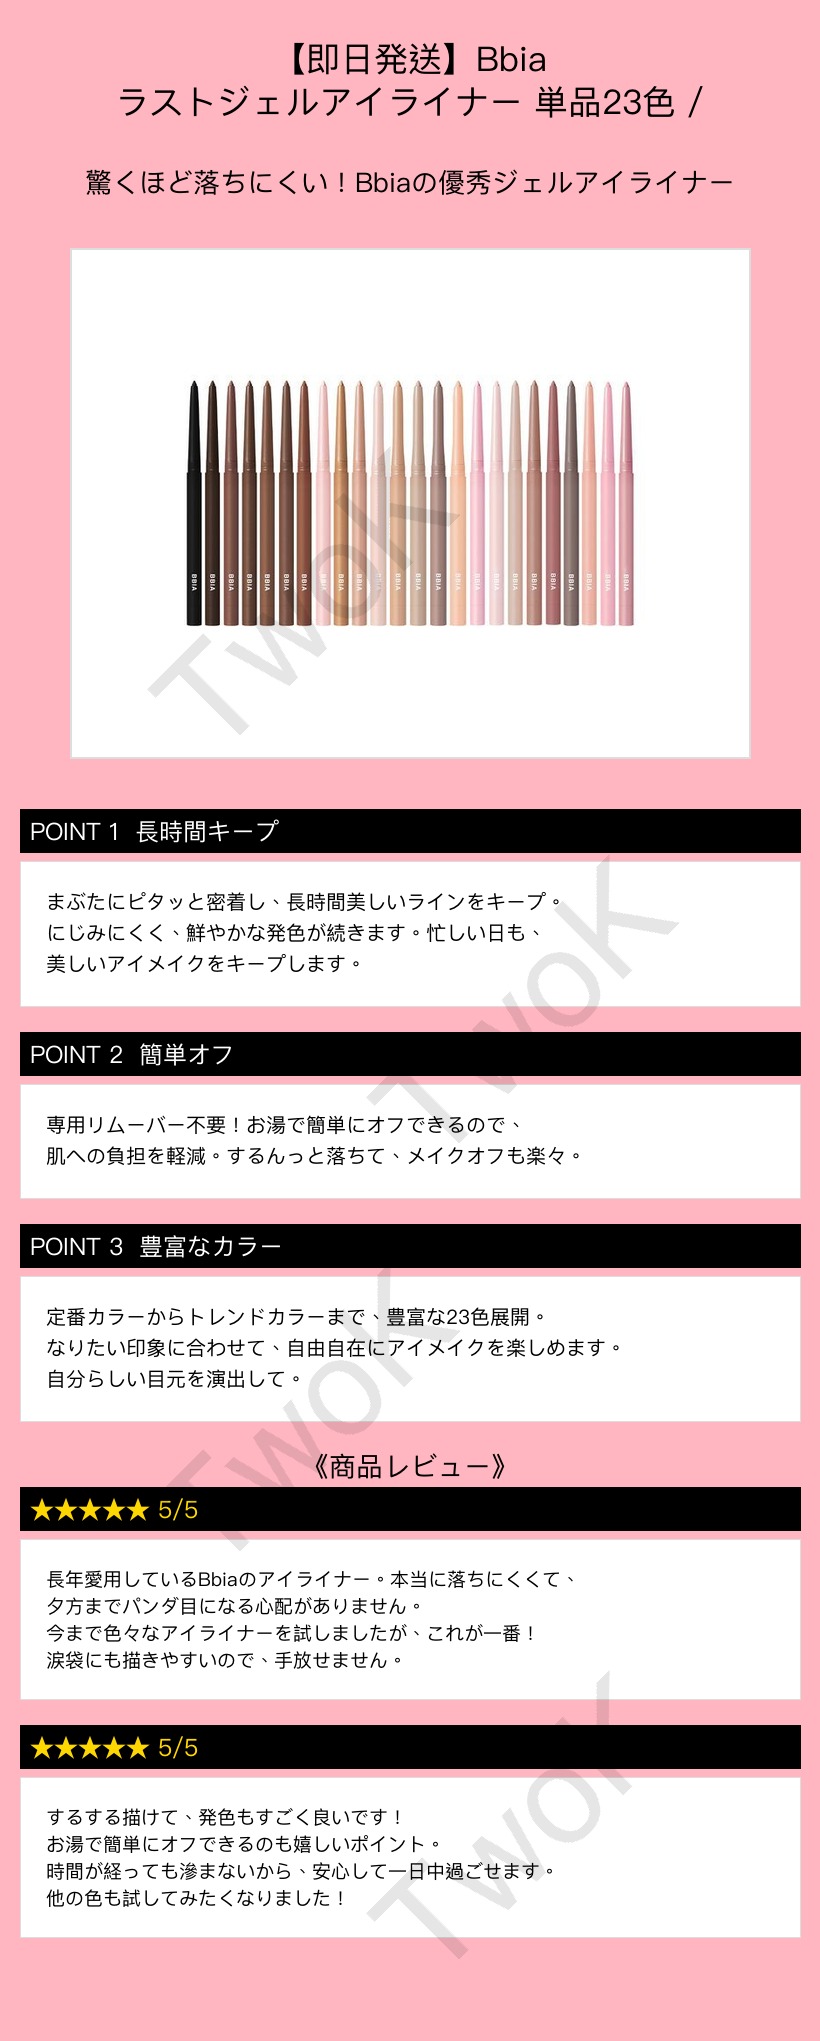 【即日発送】Bbia
ラストジェルアイライナー 単品23色 /
驚くほど落ちにくい！Bbiaの優秀ジェルアイライナー
BBIA BBIA BBIA BBIA BBIA BBIA BBIA BBIA BBIA BBIA BBIA BBIA BBIA BBIA BBIA BBIA BBIA BBIA BBIA BBIA BBIA BBIA BBIA
TwoK
POINT 1 長時間キープ
まぶたにピタッと密着し、長時間美しいラインをキープ。
にじみにくく、鮮やかな発色が続きます。忙しい日も、
美しいアイメイクをキープします。
TwoK
POINT 2 簡単オフ
専用リムーバー不要！お湯で簡単にオフできるので、
肌への負担を軽減。するんっと落ちて、メイクオフも楽々。
POINT 3 豊富なカラー
定番カラーからトレンドカラーまで、豊富な23色展開。
なりたい印象に合わせて、自由自在にアイメイクを楽しめます。
自分らしい目元を演出して。
TwoK
《商品レビュー》
★★★★★ 5/5
長年愛用しているBbiaのアイライナー。本当に落ちにくくて、
夕方までパンダ目になる心配がありません。
今まで色々なアイライナーを試しましたが、これが一番！
涙袋にも描きやすいので、手放せません。
★★★★★ 5/5
するする描けて、発色もすごく良いです！
お湯で簡単にオフできるのも嬉しいポイント。
時間が経っても滲まないから、安心して一日中過ごせます。
他の色も試してみたくなりました！
TwoK